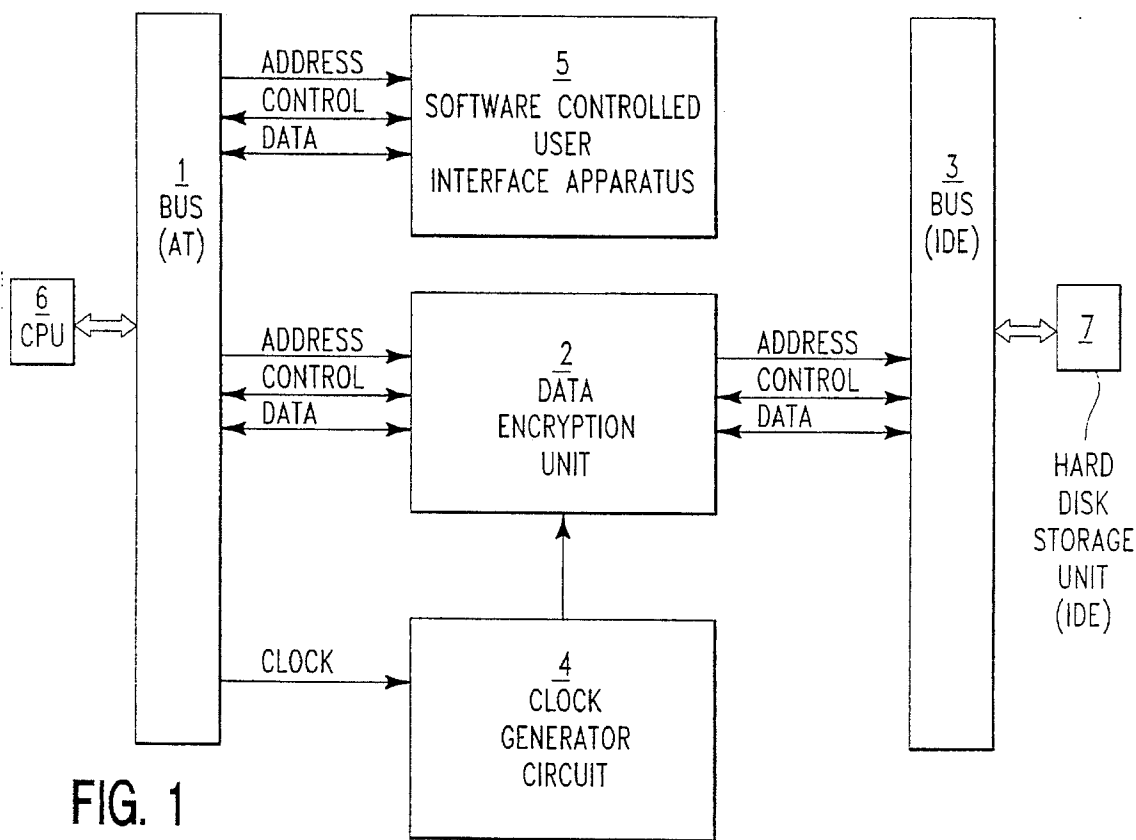 ADDRESS
CONTROL
DATA
5
SOFTWARE CONTROLLED
USER
INTERFACE APPARATUS
1
BUS
(AT)
3
BUS
(IDE)
6
CPU
ADDRESS
CONTROL
DATA
2
DATA
ENCRYPTION
UNIT
ADDRESS
CONTROL
DATA
7
HARD
DISK
STORAGE
UNIT
(IDE)
CLOCK
4
CLOCK
GENERATOR
CIRCUIT
FIG. 1